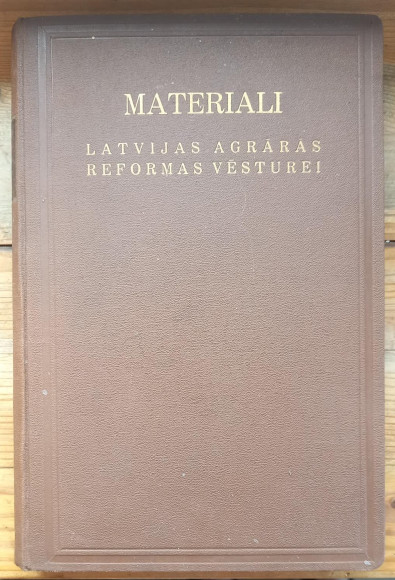 MATERIALI
LATVIJAS AGRĀRĀS
REFORMAS VĒSTUREI